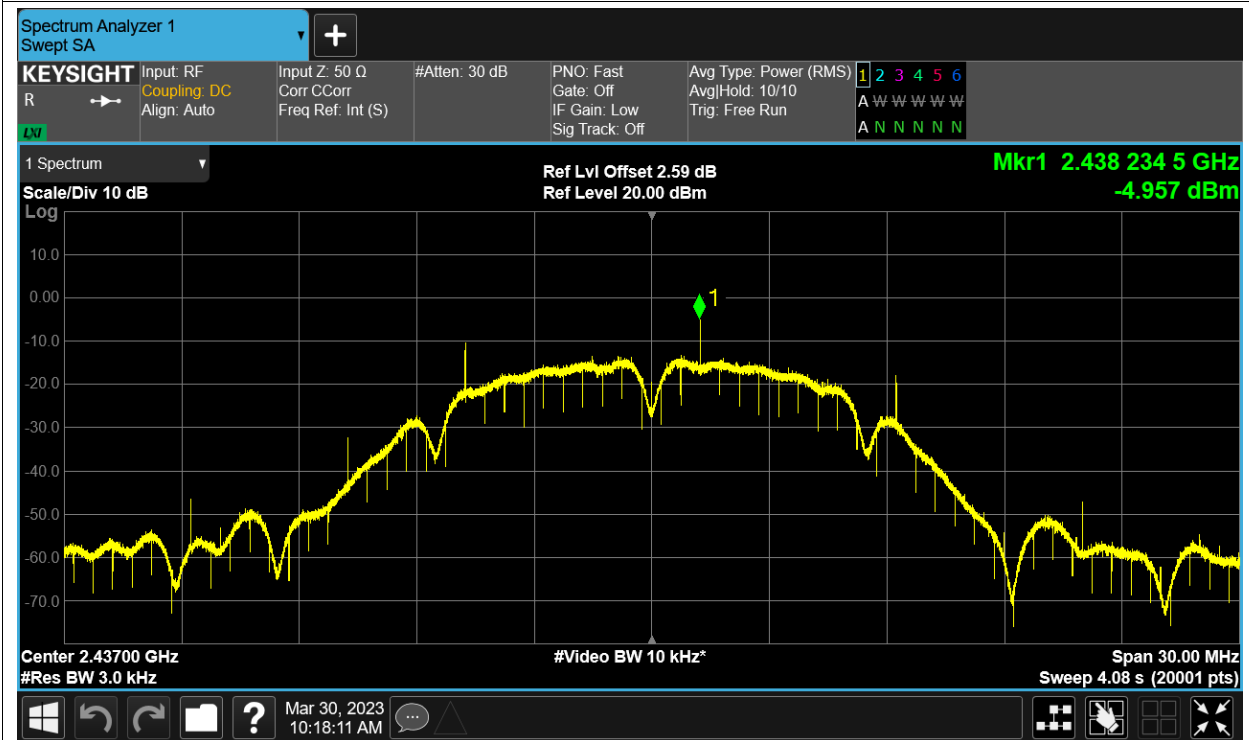 Spectrum Analyzer 1
Swept SA
+
KEYSIGHT
R
LXI
Input: RF
Coupling: DC
Align: Auto
Input Z: 50 Ω
Corr CCorr
Freq Ref: Int (S)
#Atten: 30 dB
PNO: Fast
Gate: Off
IF Gain: Low
Sig Track: Off
Avg Type: Power (RMS)
Avg|Hold: 10/10
Trig: Free Run
1 2 3 4 5 6
A W W W W W
A N N N N N
1 Spectrum
Scale/Div 10 dB
Log
Ref Lvl Offset 2.59 dB
Ref Level 20.00 dBm
Mkr1 2.438 234 5 GHz
-4.957 dBm
10.0
0.00
-10.0
-20.0
-30.0
-40.0
-50.0
-60.0
-70.0
1
Center 2.43700 GHz
#Res BW 3.0 kHz
#Video BW 10 kHz*
Span 30.00 MHz
Sweep 4.08 s (20001 pts)
?
Mar 30, 2023
10:18:11 AM